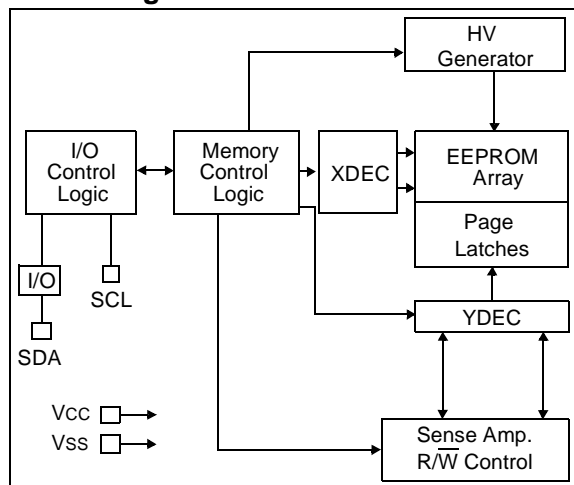 HV
Generator
I/O
Control
Logic
Memory
Control
Logic
XDEC
EEPROM
Array
Page
Latches
I/O
SCL
SDA
YDEC
VCC
VSS
Sense Amp.
R/W̅ Control